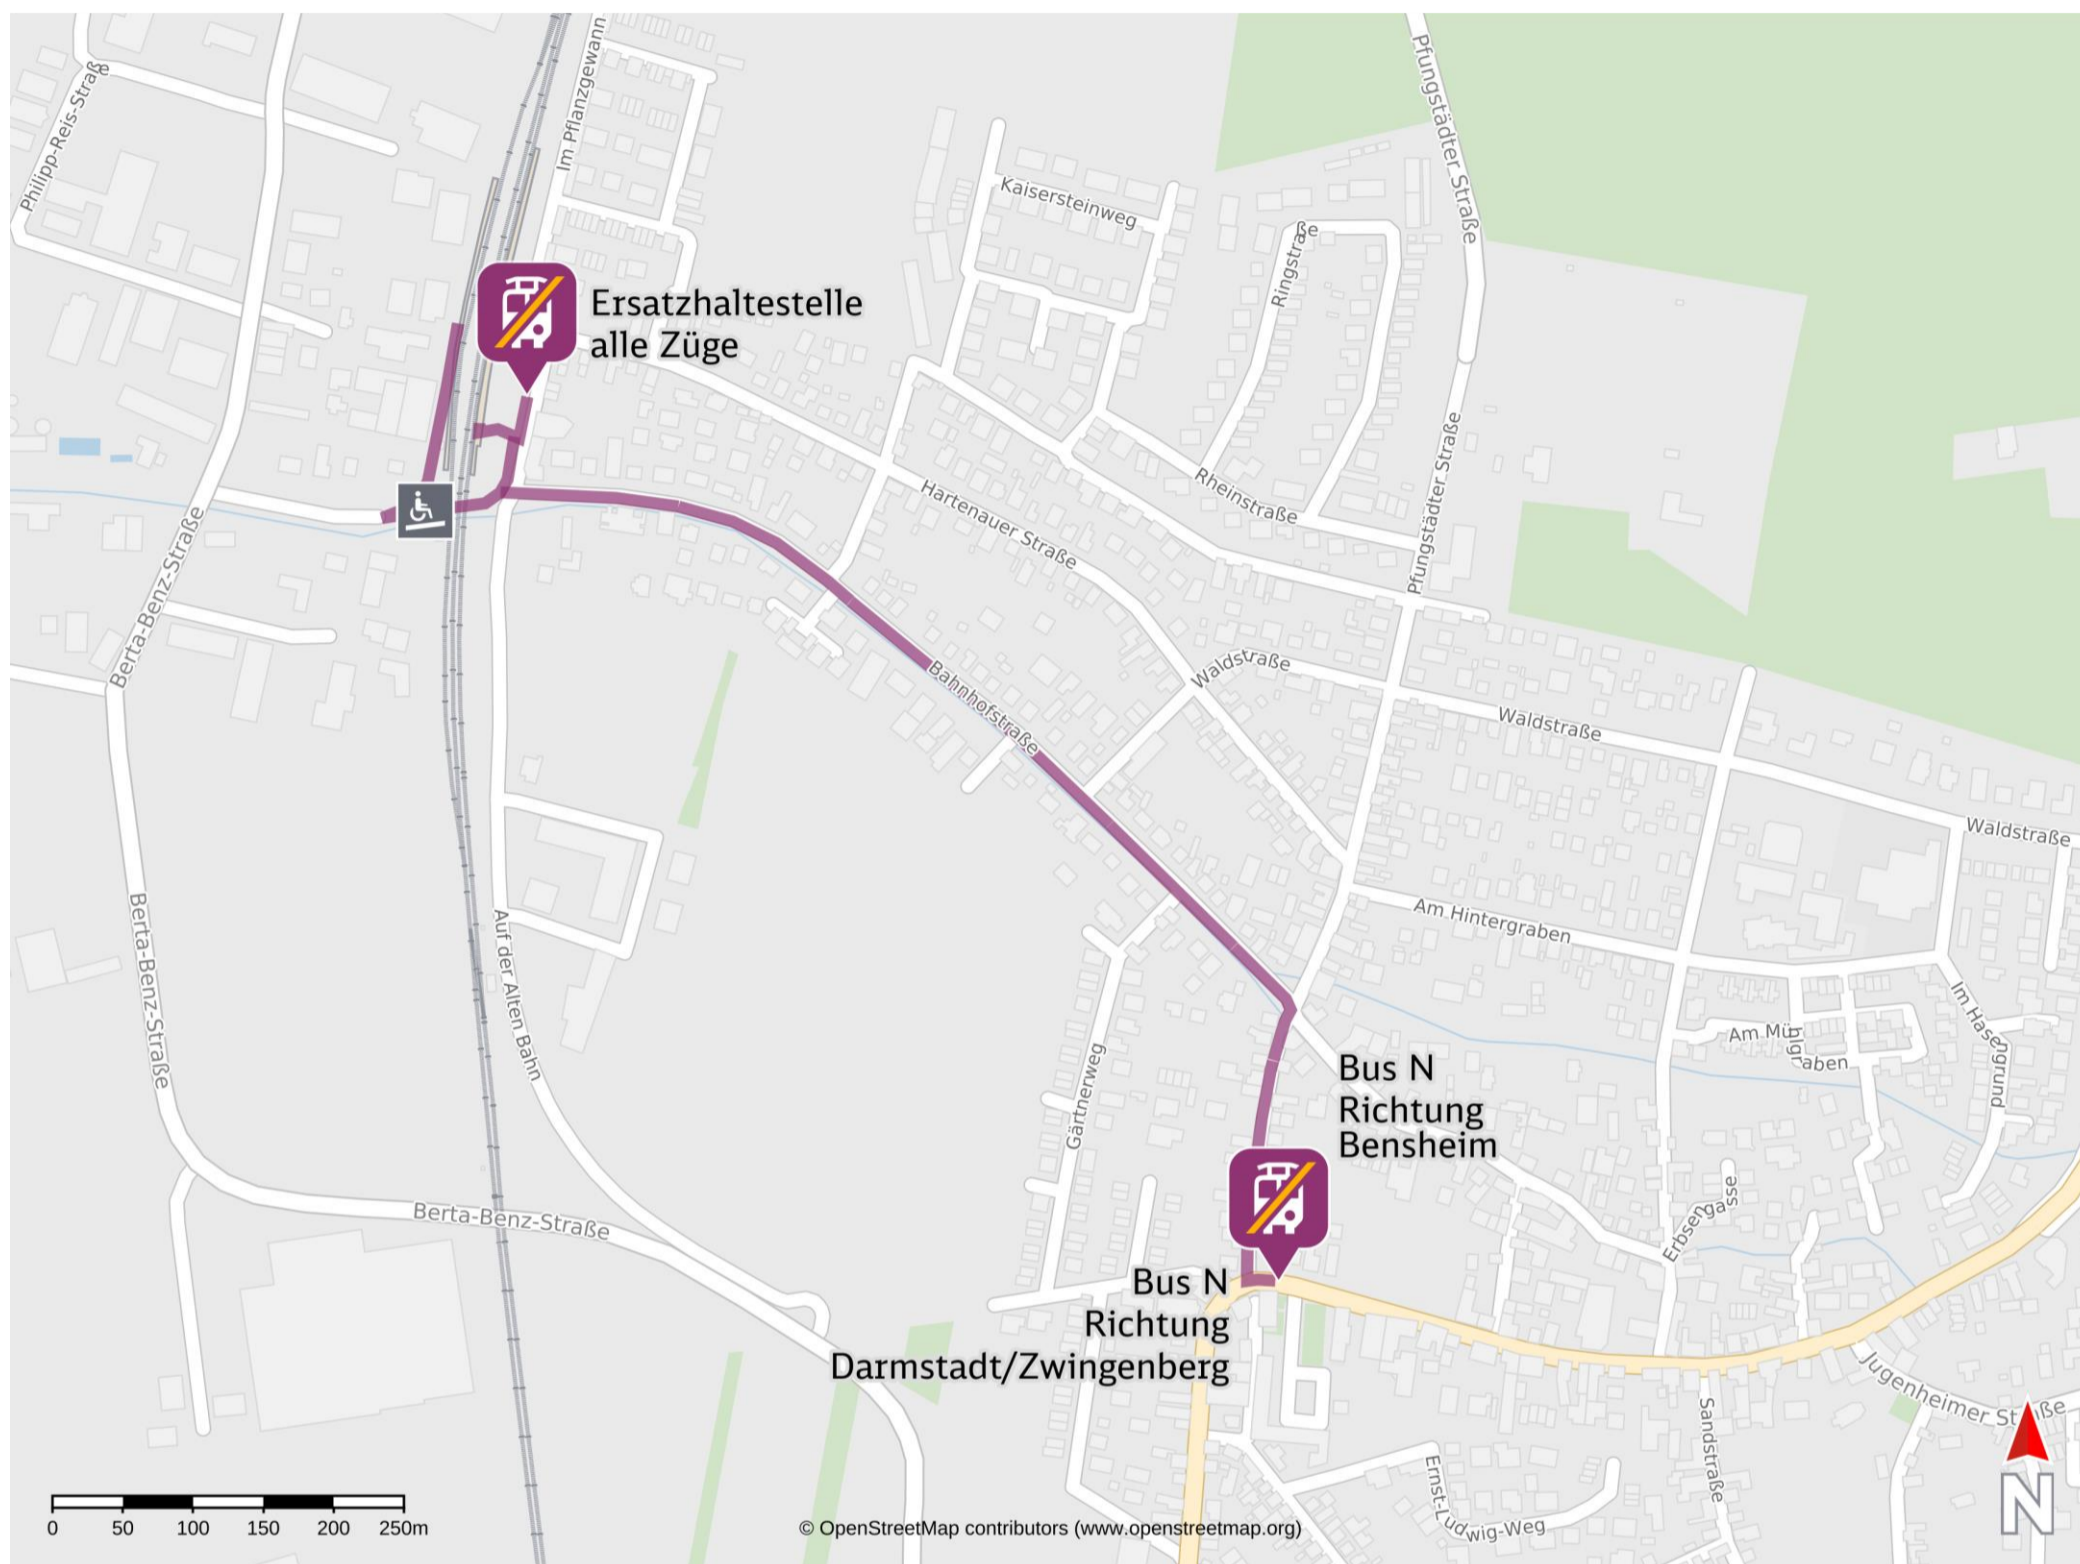 Philipp-Reis-Straße
Im Pflanzgewann
Pfungstädter Straße
Kaisersteinweg
Ringstraße
Ersatzhaltestelle
alle Züge
Pfungstädter Straße
Rheinstraße
Hartenauer Straße
Berta-Benz-Straße
Waldstraße
Bahnhofstraße
Waldstraße
Waldstraße
Berta-Benz-Straße
Auf der Alten Bahn
Am Hintergraben
Im Hasengrund
Am Mühlgraben
Gärtnerweg
Bus N
Richtung
Bensheim
Erbsengasse
Berta-Benz-Straße
Bus N
Richtung
Darmstadt/Zwingenberg
Jugenheimer Straße
Sandstraße
Ernst-Ludwig-Weg
N
0 50 100 150 200 250m
© OpenStreetMap contributors (www.openstreetmap.org)